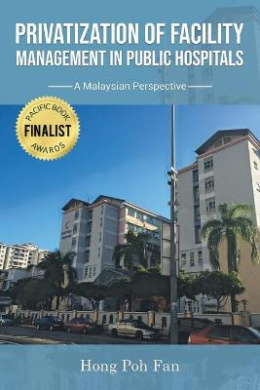 PRIVATIZATION OF FACILITY
MANAGEMENT IN PUBLIC HOSPITALS
A Malaysian Perspective
PACIFIC BOOK
FINALIST
AWARDS
Hong Poh Fan